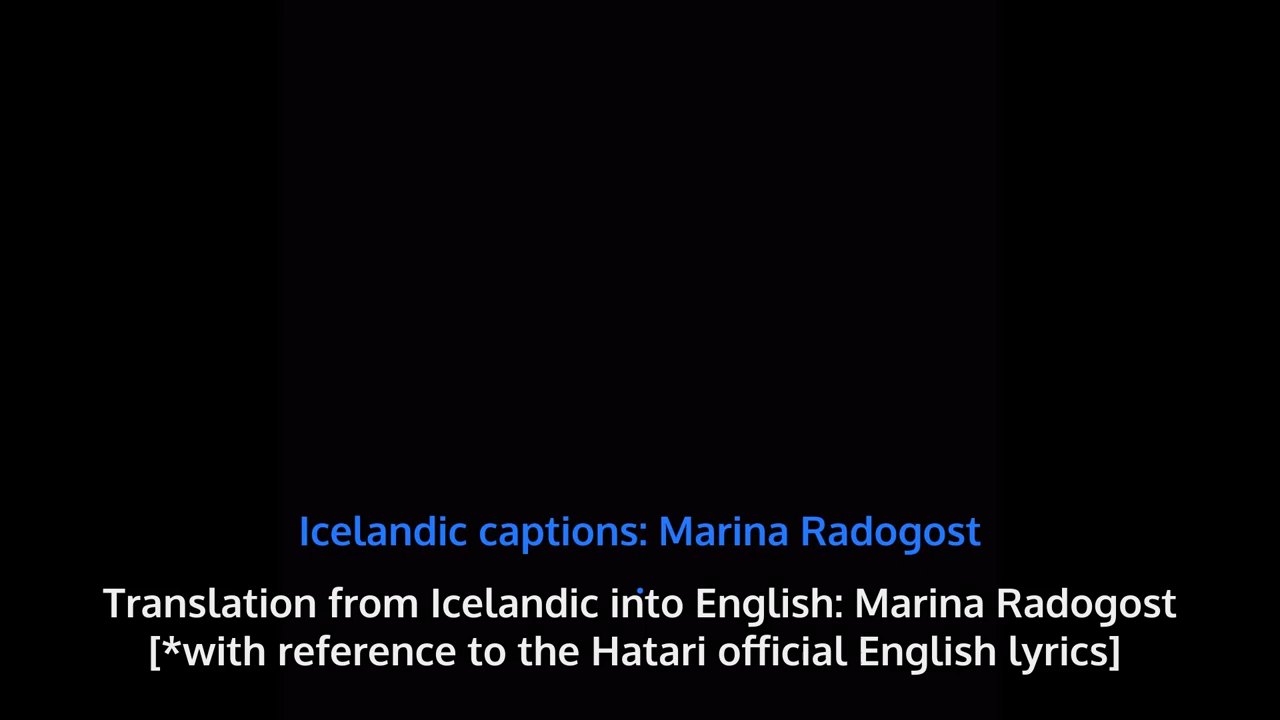 Icelandic captions: Marina Radogost
Translation from Icelandic into English: Marina Radogost
[*with reference to the Hatari official English lyrics]